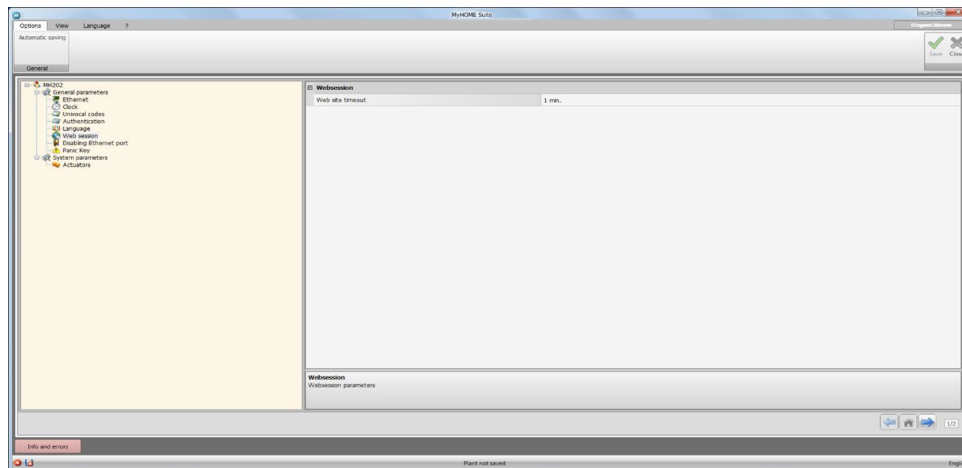 MyHOME Suite
Options View Language ?
Automatic saving
General
Save Clos
MH202
General parameters
Ethernet
Clock
Univocal codes
Authentication
Language
Web session
Disabling Ethernet port
Panic Key
System parameters
Actuators
Websession
Web site timeout 1 min.
Websession
Websession parameters
1/2
Info and errors
Plant not saved
Engli